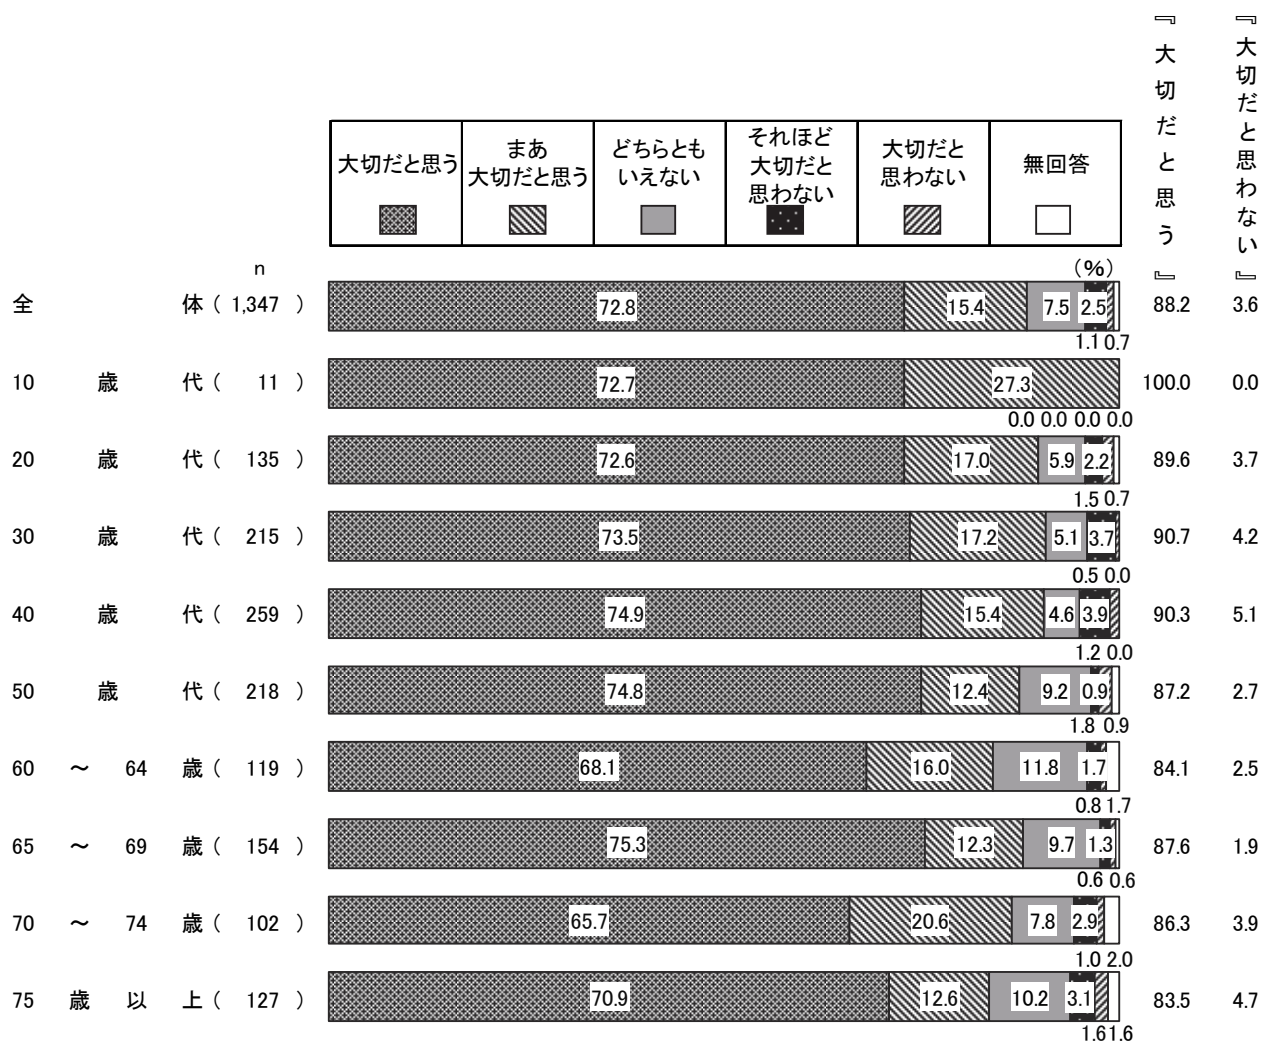 『大切だと思う』
『大切だと思わない』
大切だと思う
まあ
大切だと思う
どちらとも
いえない
それほど
大切だと
思わない
大切だと
思わない
無回答
n
(%)
全 体 ( 1,347 ) 72.8 15.4 7.5 2.5 88.2 3.6
1.1 0.7
10 歳 代 ( 11 ) 72.7 27.3 100.0 0.0
0.0 0.0 0.0 0.0
20 歳 代 ( 135 ) 72.6 17.0 5.9 2.2 89.6 3.7
1.5 0.7
30 歳 代 ( 215 ) 73.5 17.2 5.1 3.7 90.7 4.2
0.5 0.0
40 歳 代 ( 259 ) 74.9 15.4 4.6 3.9 90.3 5.1
1.2 0.0
50 歳 代 ( 218 ) 74.8 12.4 9.2 0.9 87.2 2.7
1.8 0.9
60 ～ 64 歳 ( 119 ) 68.1 16.0 11.8 1.7 84.1 2.5
0.8 1.7
65 ～ 69 歳 ( 154 ) 75.3 12.3 9.7 1.3 87.6 1.9
0.6 0.6
70 ～ 74 歳 ( 102 ) 65.7 20.6 7.8 2.9 86.3 3.9
1.0 2.0
75 歳 以 上 ( 127 ) 70.9 12.6 10.2 3.1 83.5 4.7
1.6 1.6